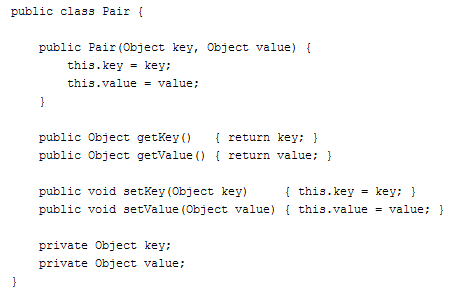 public class Pair {
    public Pair(Object key, Object value) {
        this.key = key;
        this.value = value;
    }
    public Object getKey()   { return key; }
    public Object getValue() { return value; }
    public void setKey(Object key)     { this.key = key; }
    public void setValue(Object value) { this.value = value; }
    private Object key;
    private Object value;
}